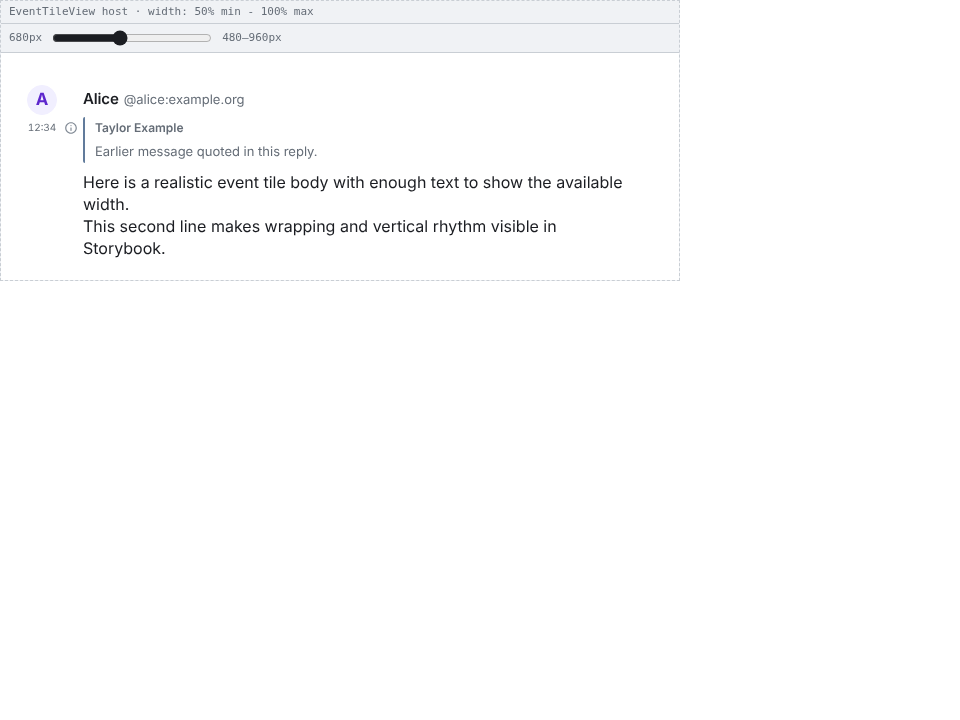 EventTileView host · width: 50% min - 100% max
680px 480–960px
A Alice @alice:example.org
12:34 Taylor Example
Earlier message quoted in this reply.
Here is a realistic event tile body with enough text to show the available
width.
This second line makes wrapping and vertical rhythm visible in
Storybook.